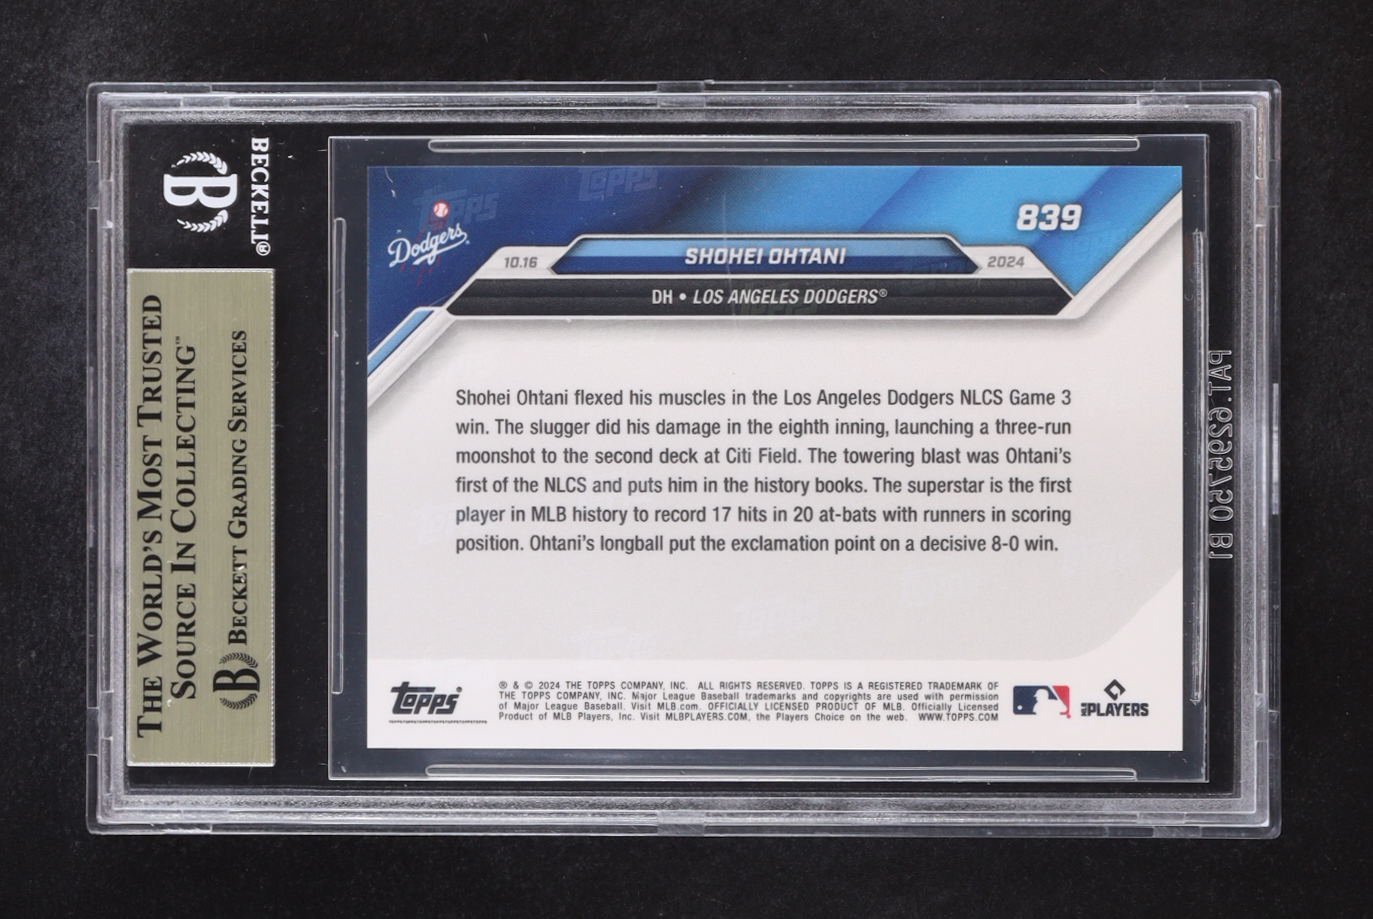 BECKETT®
B
THE WORLD'S MOST TRUSTED
SOURCE IN COLLECTING™
B BECKETT GRADING SERVICES
TOPPS
TOPPS
Dodgers
839
10.16
SHOHEI OHTANI
2024
DH • LOS ANGELES DODGERS®
Shohei Ohtani flexed his muscles in the Los Angeles Dodgers NLCS Game 3
win. The slugger did his damage in the eighth inning, launching a three-run
moonshot to the second deck at Citi Field. The towering blast was Ohtani's
first of the NLCS and puts him in the history books. The superstar is the first
player in MLB history to record 17 hits in 20 at-bats with runners in scoring
position. Ohtani's longball put the exclamation point on a decisive 8-0 win.
Topps®
® & © 2024 THE TOPPS COMPANY, INC. ALL RIGHTS RESERVED. TOPPS IS A REGISTERED TRADEMARK OF
THE TOPPS COMPANY, INC. Major League Baseball trademarks and copyrights are used with permission
of Major League Baseball. Visit MLB.com. OFFICIALLY LICENSED PRODUCT OF MLB. Officially Licensed
Product of MLB Players, Inc. Visit MLBPLAYERS.COM, the Players Choice on the web. WWW.TOPPS.COM
MLB PLAYERS
PAT. 6295750 B1